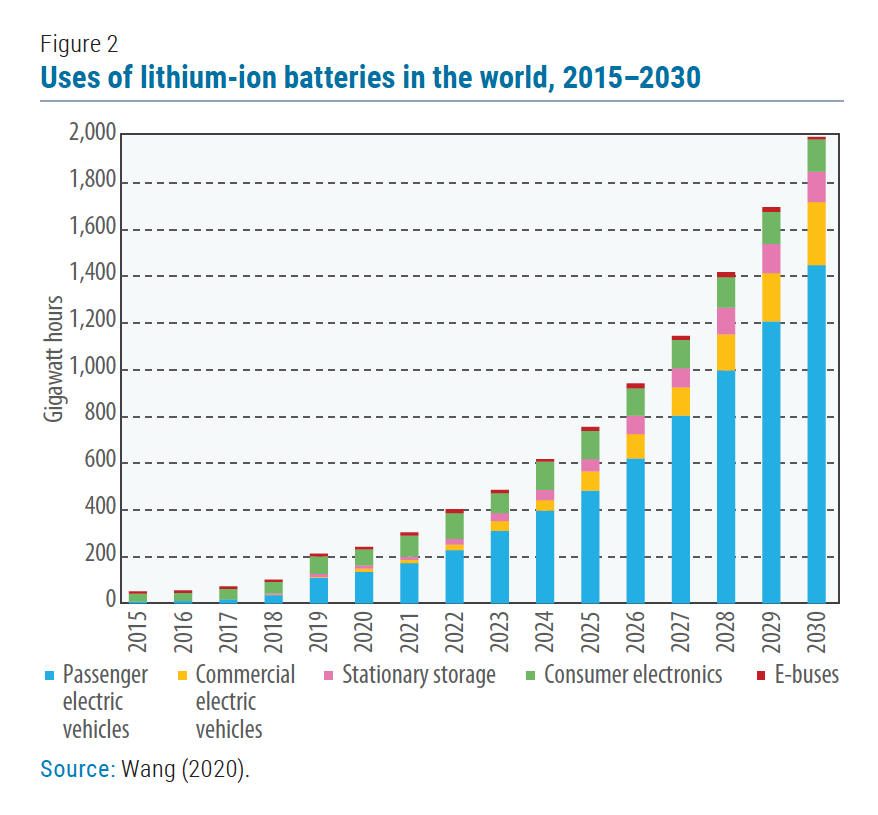 Figure 2
Uses of lithium-ion batteries in the world, 2015–2030
2,000
1,800
1,600
1,400
1,200
1,000
800
600
400
200
0
Gigawatt hours
2015
2016
2017
2018
2019
2020
2021
2022
2023
2024
2025
2026
2027
2028
2029
2030
Passenger
electric
vehicles
Commercial
electric
vehicles
Stationary storage
Consumer electronics
E-buses
Source: Wang (2020).